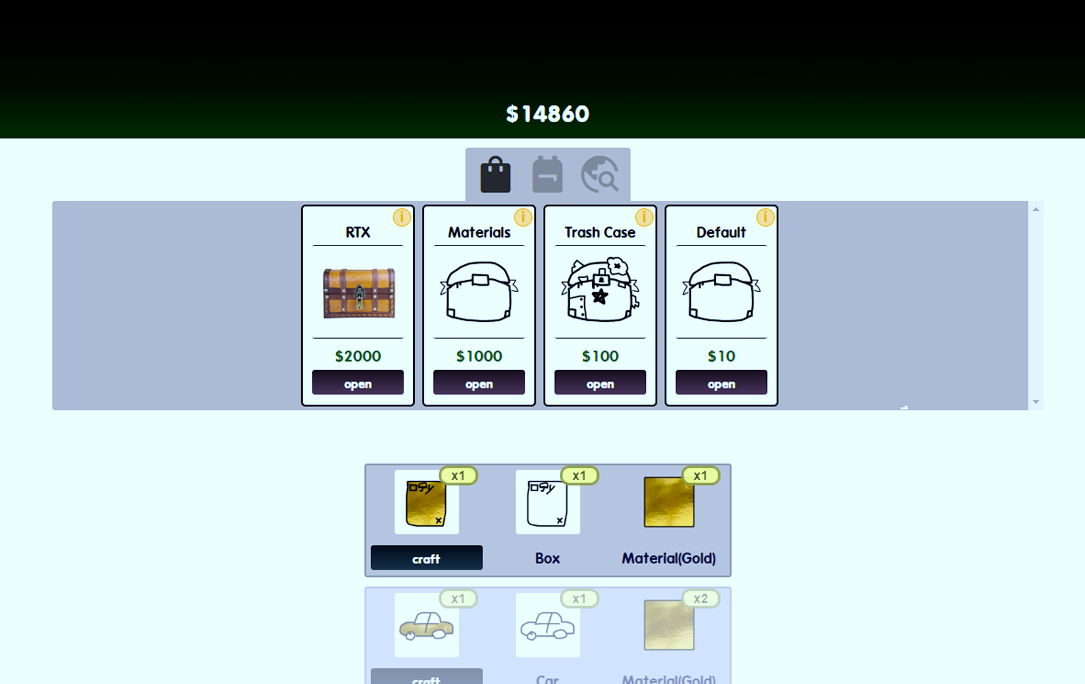 $14860
RTX
Materials
Trash Case
Default
$2000
$1000
$100
$10
open
open
open
open
x1
x1
x1
craft
Box
Material(Gold)
x1
x1
x2
craft
Car
Material(Gold)